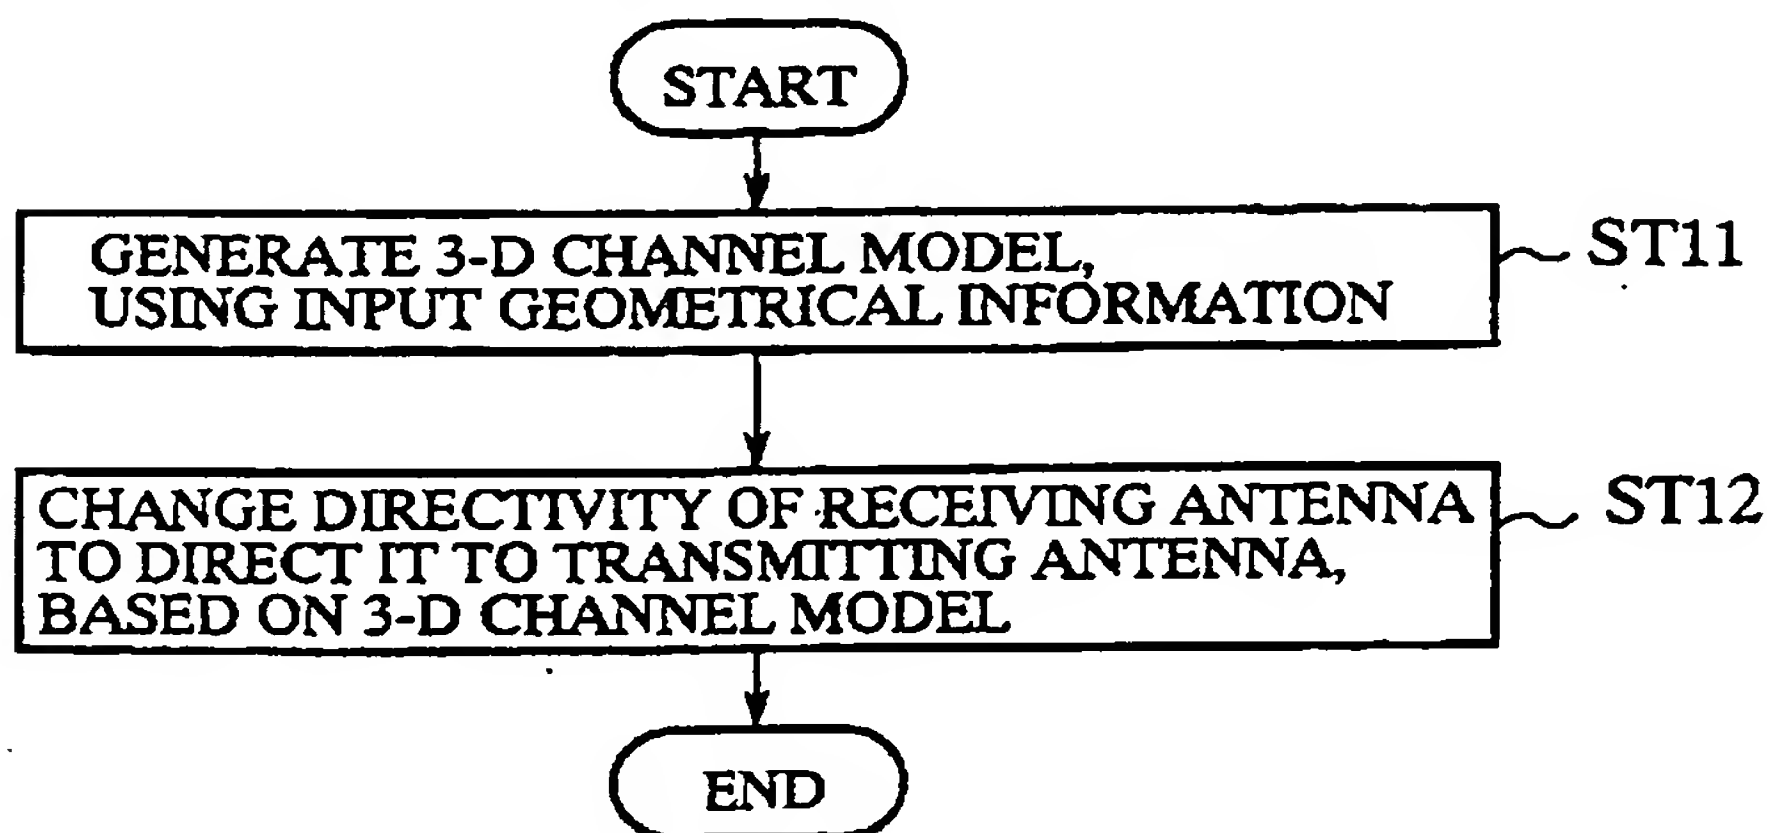 START
GENERATE 3-D CHANNEL MODEL,
USING INPUT GEOMETRICAL INFORMATION
ST11
CHANGE DIRECTIVITY OF RECEIVING ANTENNA
TO DIRECT IT TO TRANSMITTING ANTENNA,
BASED ON 3-D CHANNEL MODEL
ST12
END